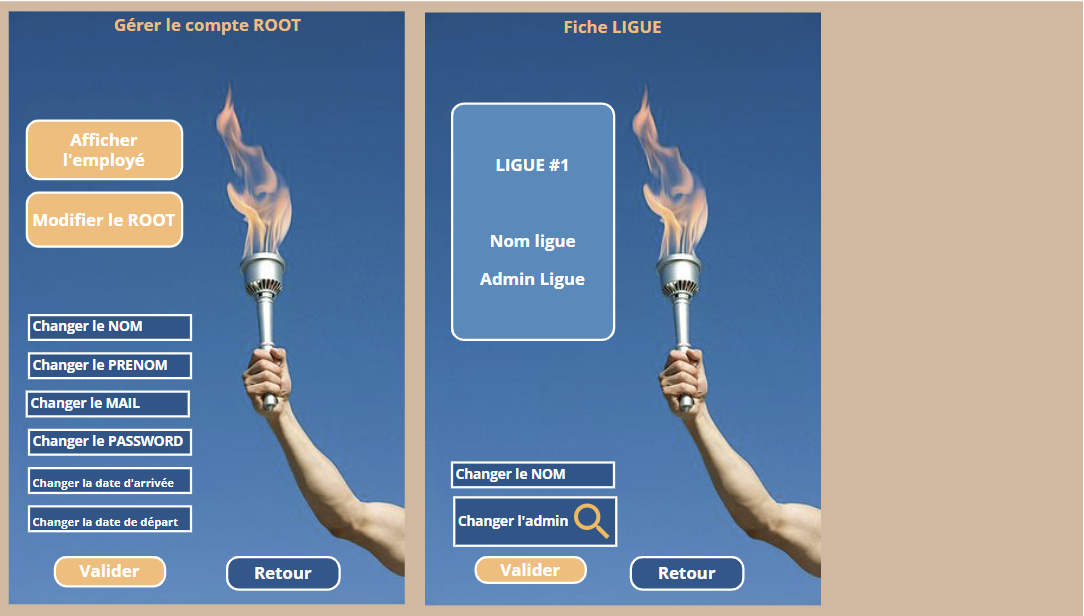 Gérer le compte ROOT
Afficher
l'employé
Modifier le ROOT
Changer le NOM
Changer le PRENOM
Changer le MAIL
Changer le PASSWORD
Changer la date d'arrivée
Changer la date de départ
Valider
Retour
Fiche LIGUE
LIGUE #1
Nom ligue
Admin Ligue
Changer le NOM
Changer l'admin
Valider
Retour